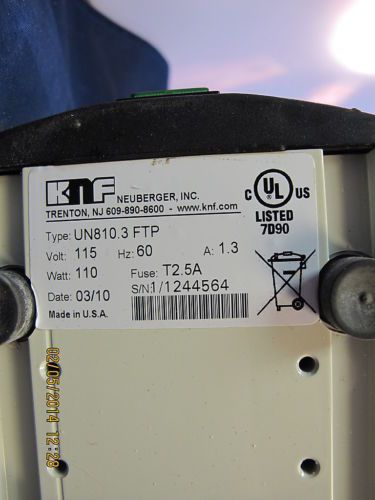 KNF NEUBERGER, INC.
TRENTON, NJ 609-890-8600 - www.knf.com
Type: UN810.3 FTP
Volt: 115 Hz: 60 A: 1.3
Watt: 110 Fuse: T2.5A
Date: 03/10 S/N:1/1244564
Made in U.S.A.
C UL US
LISTED
7D90
02/05/2014 12:28